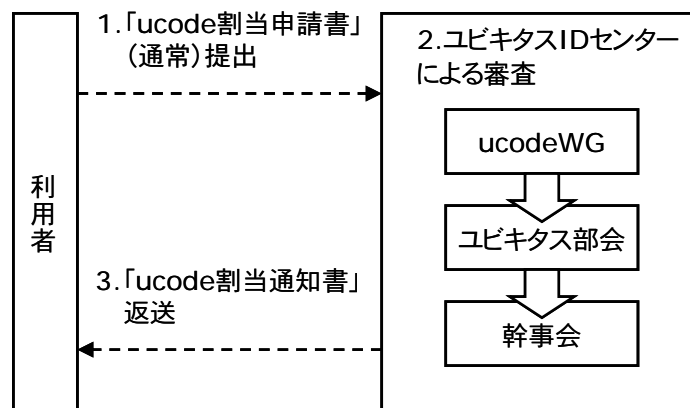 利用者
1.「ucode割当申請書」
（通常）提出
2.ユビキタスIDセンター
による審査
ucodeWG
ユビキタス部会
幹事会
3.「ucode割当通知書」
返送